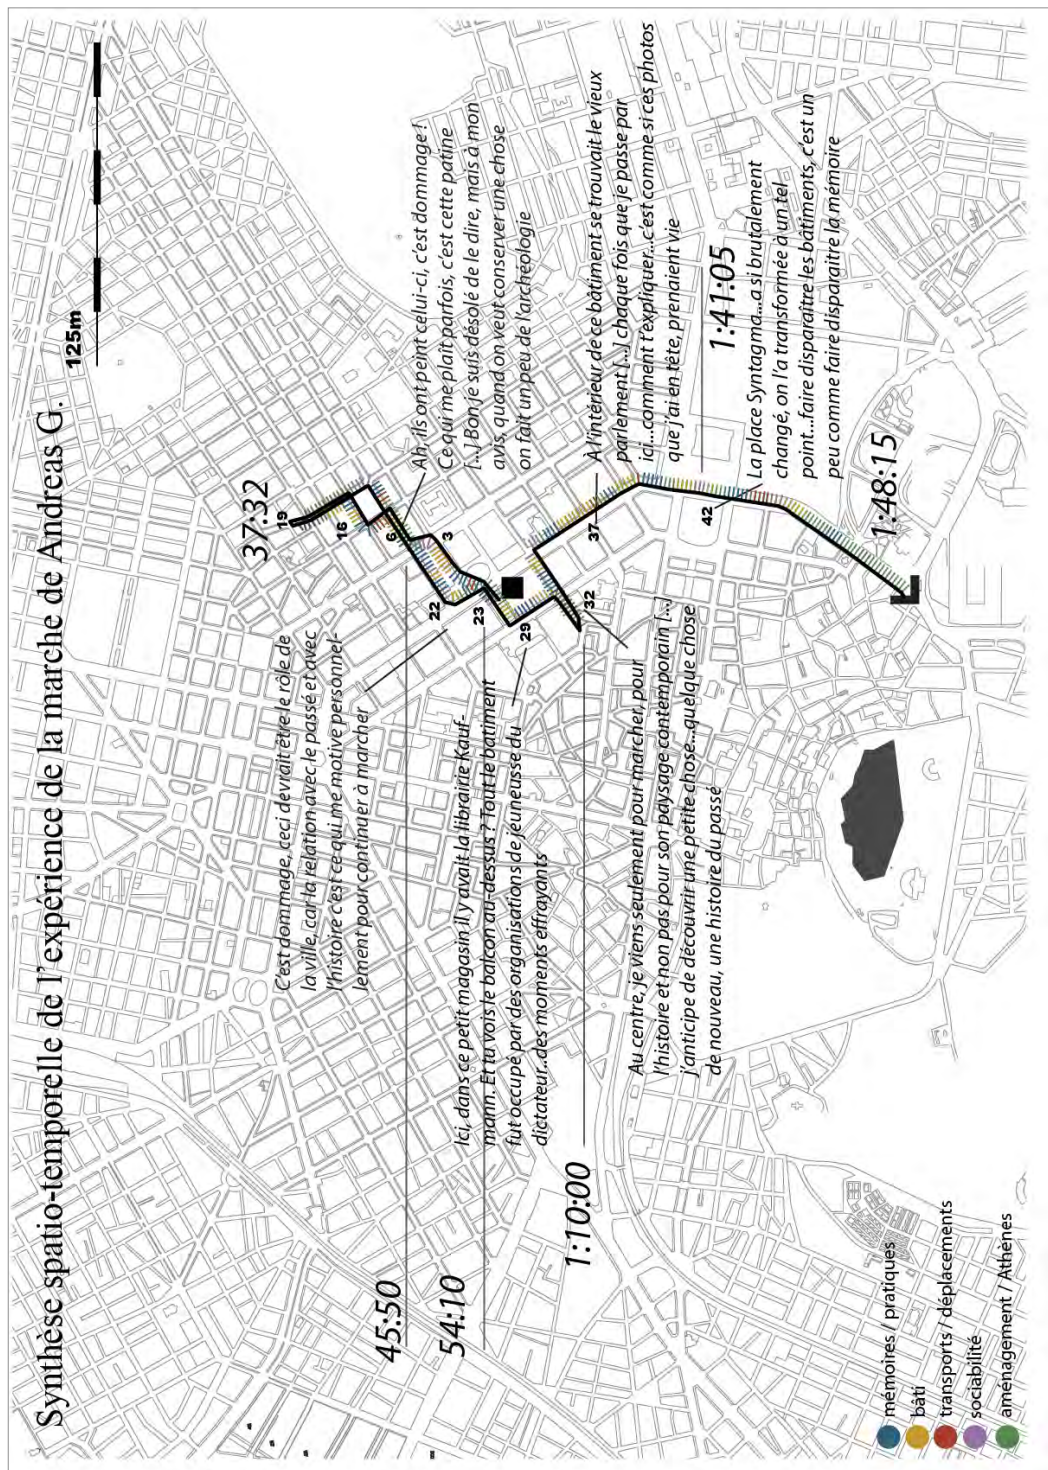 Synthèse spatio-temporelle de l'expérience de la marche de Andreas G.
125m
37:32
19
16
6
3
22
23
29
32
37
42
C'est dommage, ceci devrait être le rôle de
la ville, car la relation avec le passé et avec
l'histoire c'est ce qui me motive personnel-
lement pour continuer à marcher
Ah, ils ont peint celui-ci, c'est dommage !
Ce qui me plait parfois, c'est cette patine
[...] Bon je suis désolé de le dire, mais à mon
avis, quand on veut conserver une chose
on fait un peu de l'archéologie
45:50
54:10
Ici, dans ce petit magasin il y avait la librairie Kauf-
mann. Et tu vois le balcon au-dessus ? Tout le batiment
fut occupé par des organisations de jeuneusse du
dictateur..des moments effrayants
À l'intérieur de ce bâtiment se trouvait le vieux
parlement [...] chaque fois que je passe par
ici...comment t'expliquer...c'est comme si ces photos
que j'ai en tête, prenaient vie
1:10:00
Au centre, je viens seulement pour marcher, pour
l'histoire et non pas pour son paysage contemporain [...]
j'anticipe de découvrir une petite chose...quelque chose
de nouveau, une histoire du passé
1:41:05
La place Syntagma...a si brutalement
changé, on l'a transformée à un tel
point...faire disparaître les bâtiments, c'est un
peu comme faire disparaitre la mémoire
1:48:15
mémoires / pratiques
bâti
transports / déplacements
sociabilité
aménagement / Athènes